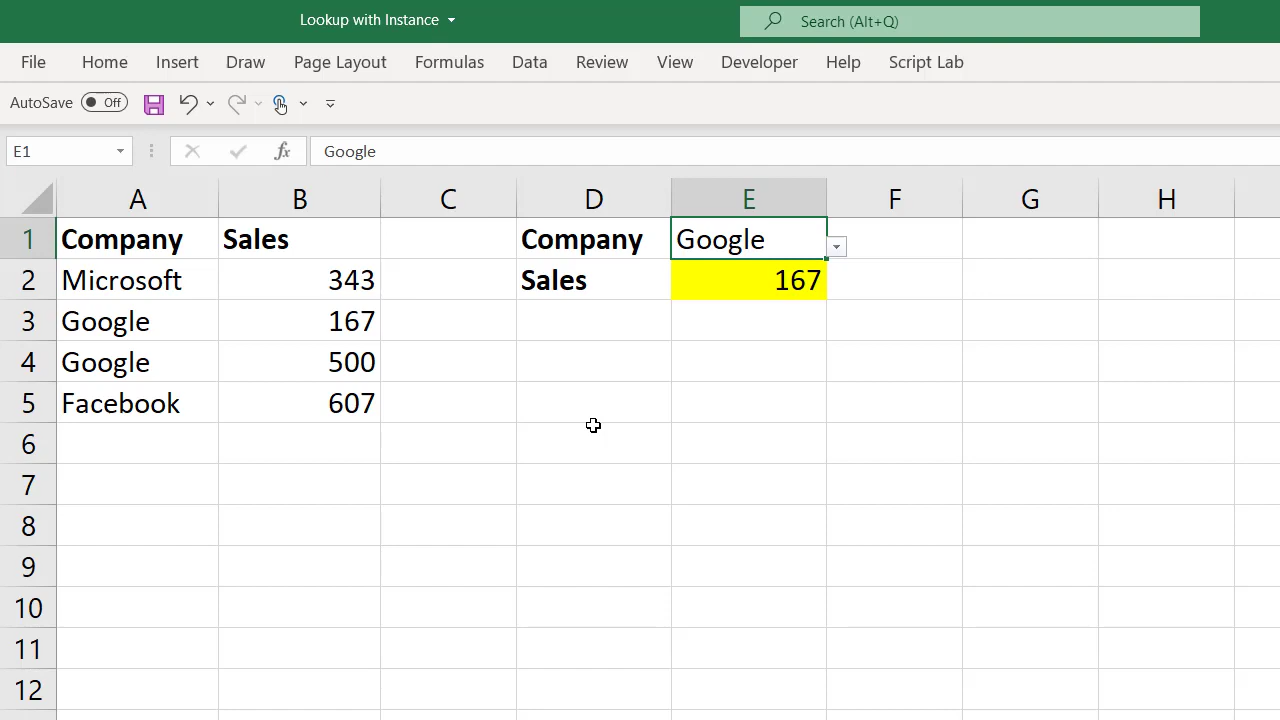 Lookup with Instance
Search (Alt+Q)
File Home Insert Draw Page Layout Formulas Data Review View Developer Help Script Lab
AutoSave Off
E1 fx Google
A B C D E F G H
1 Company Sales Company Google
2 Microsoft 343 Sales 167
3 Google 167
4 Google 500
5 Facebook 607
6
7
8
9
10
11
12